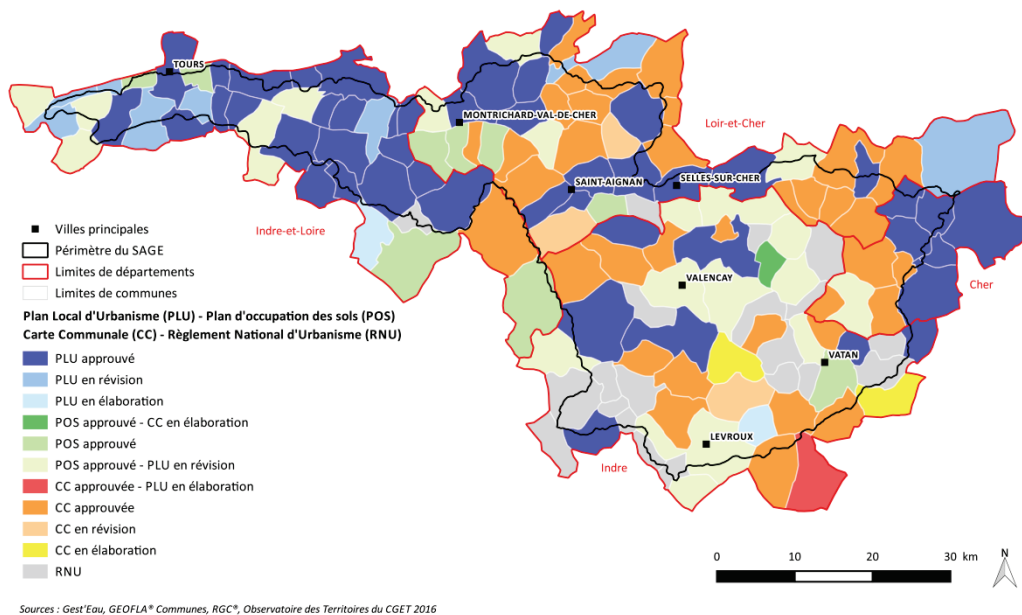 TOURS
MONTRICHARD-VAL-DE-CHER
Loir-et-Cher
SAINT-AIGNAN
SELLES-SUR-CHER
Indre-et-Loire
VALENCAY
Cher
VATAN
LEVROUX
Indre
Villes principales
Périmètre du SAGE
Limites de départements
Limites de communes
Plan Local d'Urbanisme (PLU) - Plan d'occupation des sols (POS)
Carte Communale (CC) - Règlement National d'Urbanisme (RNU)
PLU approuvé
PLU en révision
PLU en élaboration
POS approuvé - CC en élaboration
POS approuvé
POS approuvé - PLU en révision
CC approuvée - PLU en élaboration
CC approuvée
CC en révision
CC en élaboration
RNU
0 10 20 30 km
N
Sources : Gest'Eau, GEOFLA® Communes, RGC®, Observatoire des Territoires du CGET 2016